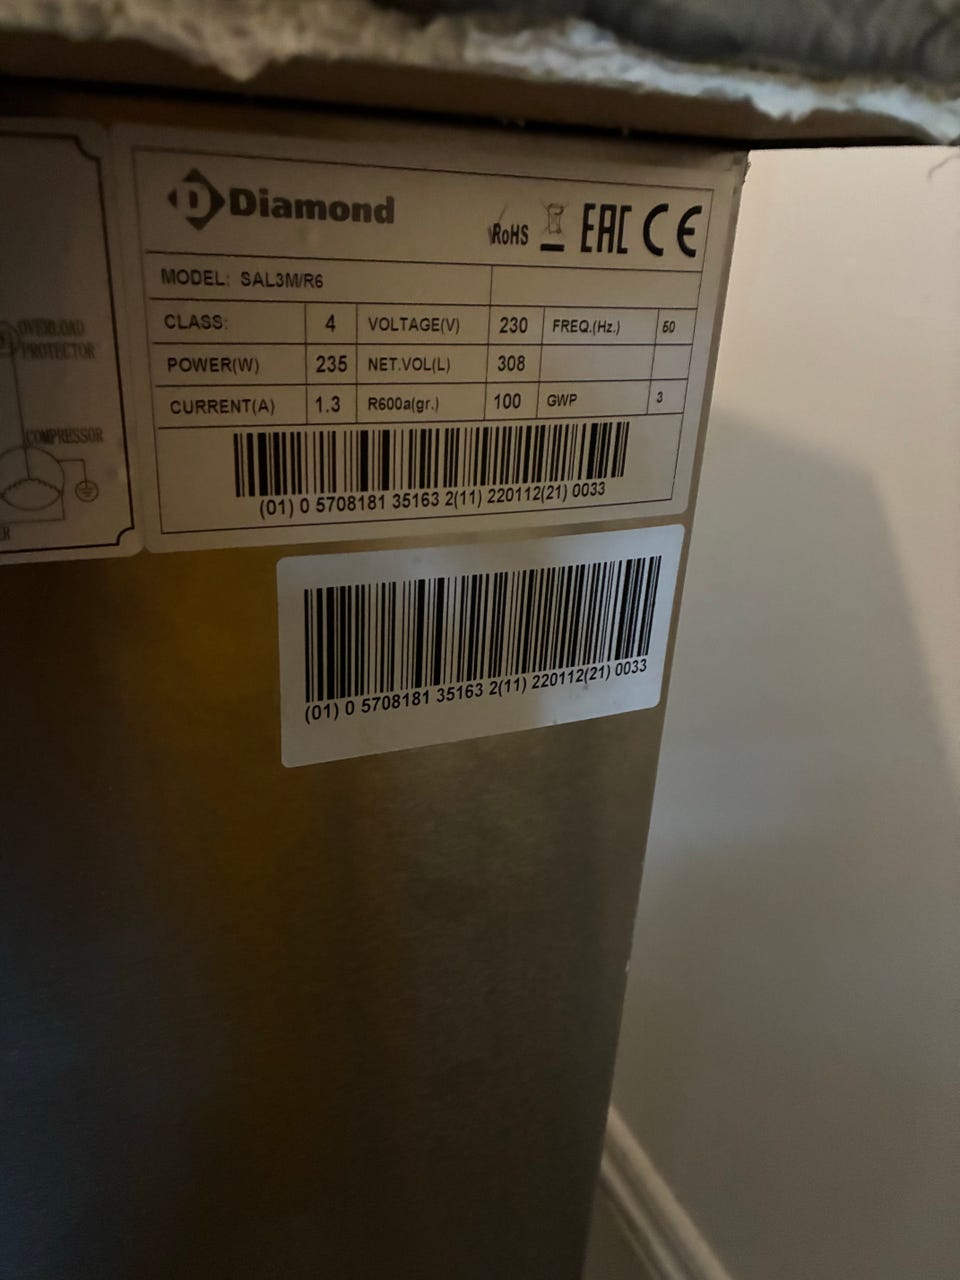 OVERLOAD
PROTECTOR
COMPRESSOR
Diamond
RoHS EAC CE
MODEL: SAL3M/R6
CLASS: 4 VOLTAGE(V) 230 FREQ.(Hz.) 50
POWER(W) 235 NET.VOL(L) 308
CURRENT(A) 1.3 R600a(gr.) 100 GWP 3
(01) 0 5708181 35163 2(11) 220112(21) 0033
(01) 0 5708181 35163 2(11) 220112(21) 0033